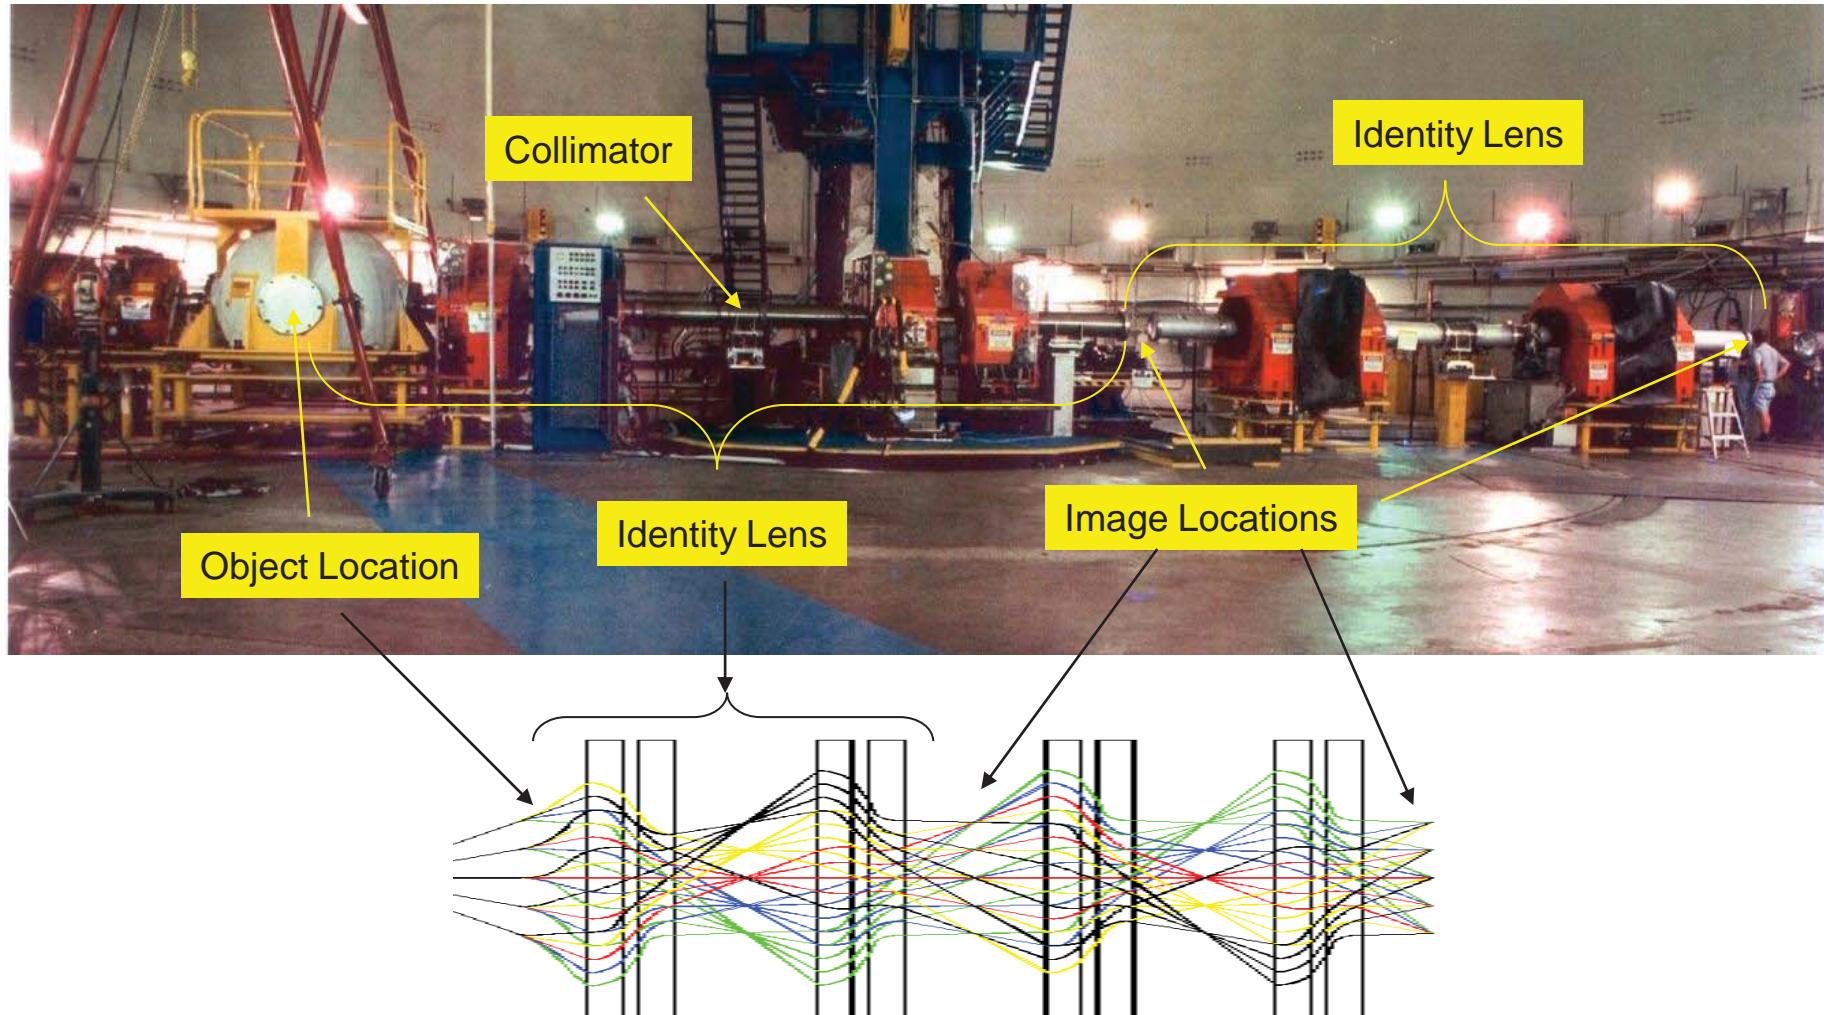 Identity Lens
Collimator
Image Locations
Identity Lens
Object Location